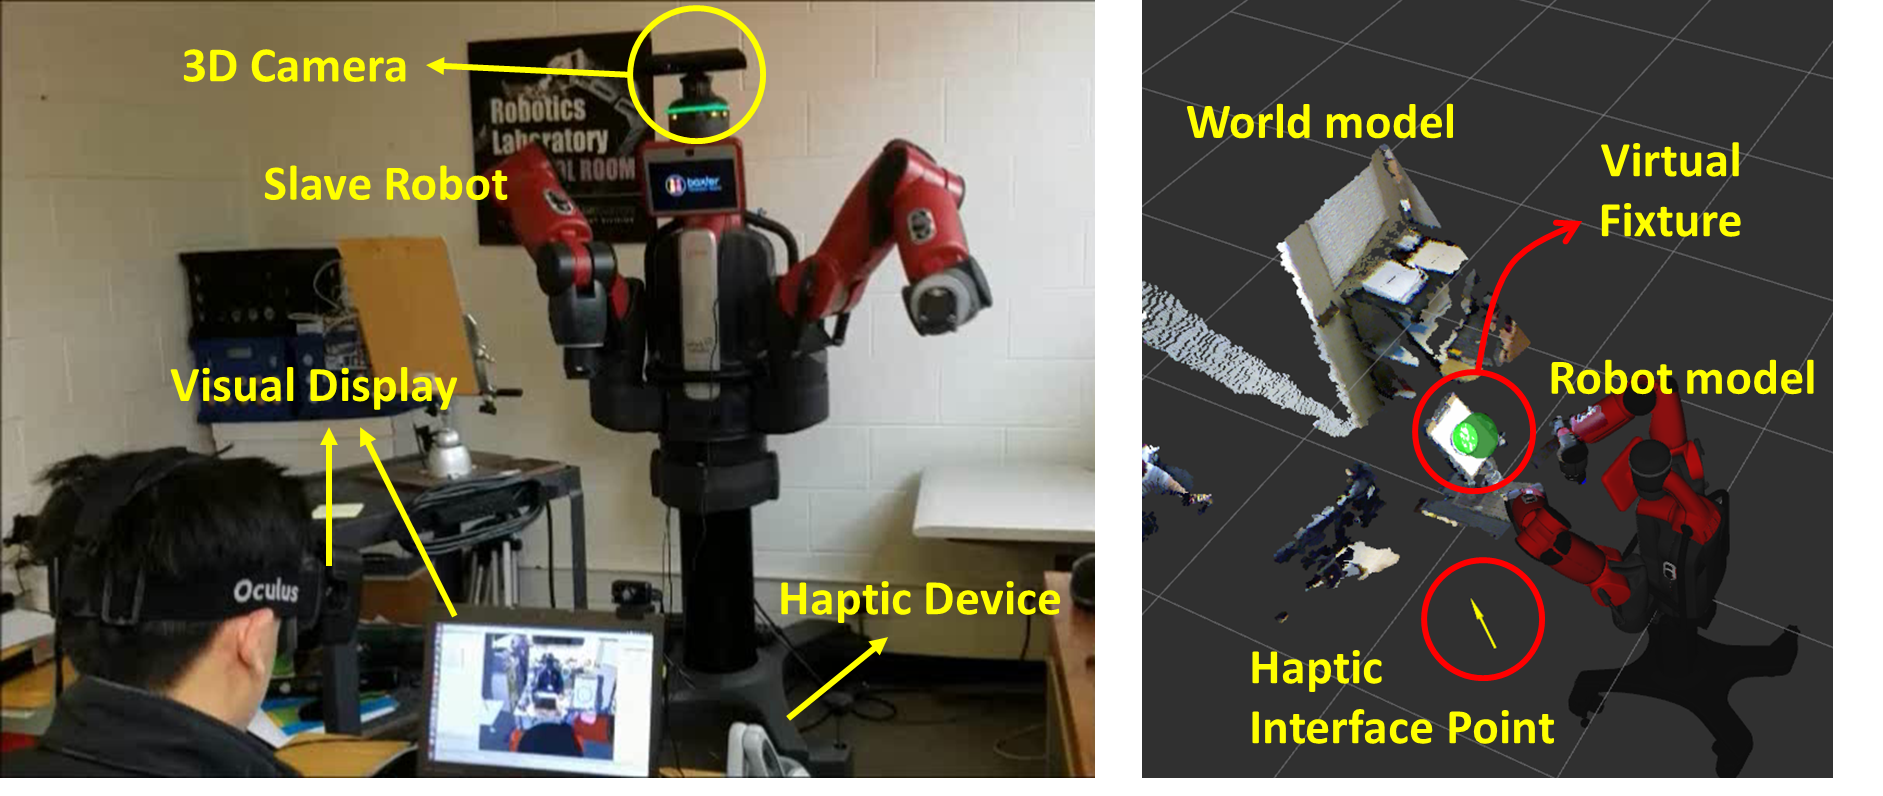 3D Camera
Robotics
Laboratory
ROOM
Slave Robot
baxter
Visual Display
Oculus
Haptic Device
World model
Virtual
Fixture
Robot model
Haptic
Interface Point